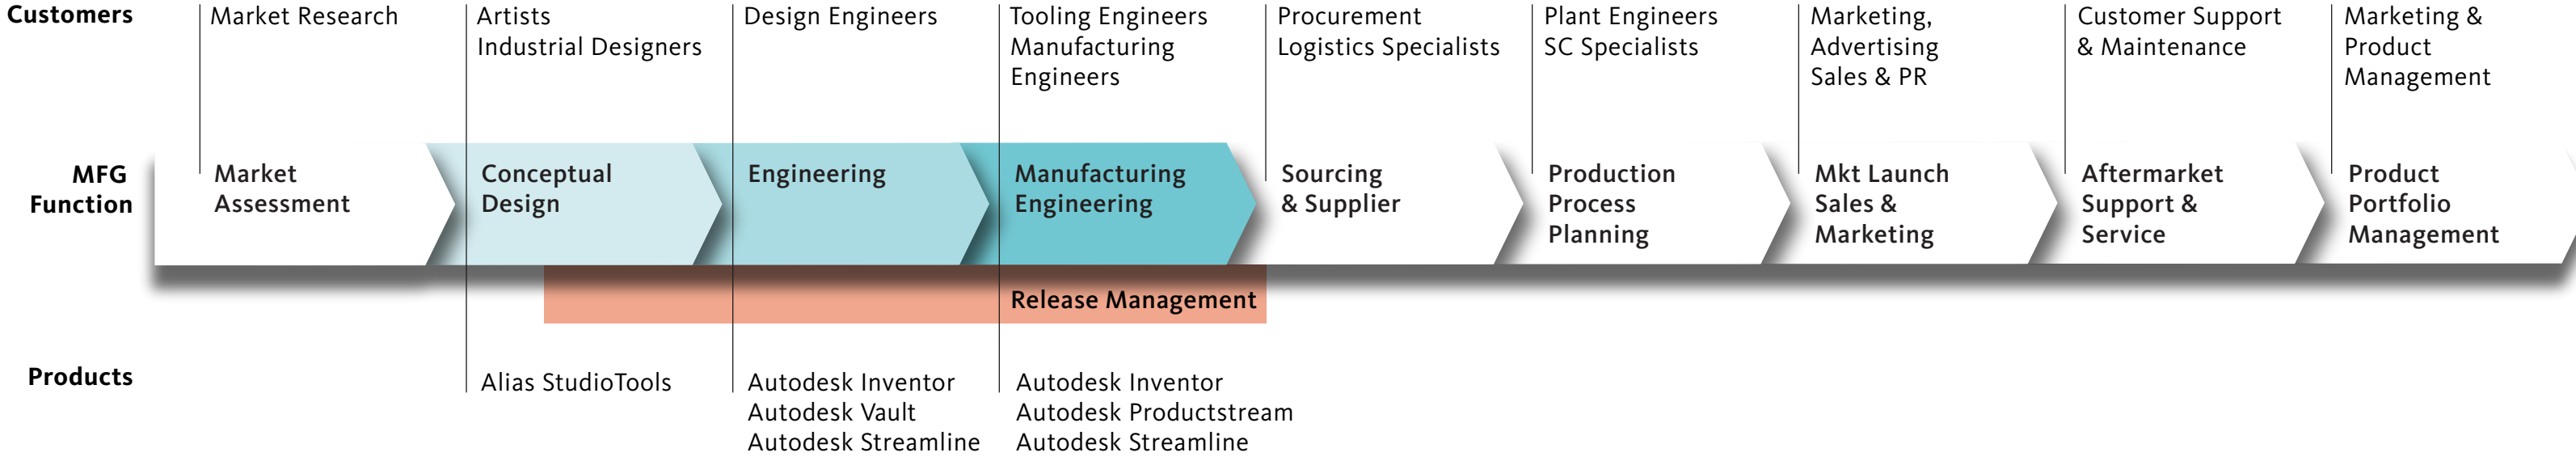 Customers
Market Research
Artists
Industrial Designers
Design Engineers
Tooling Engineers
Manufacturing
Engineers
Procurement
Logistics Specialists
Plant Engineers
SC Specialists
Marketing,
Advertising
Sales & PR
Customer Support
& Maintenance
Marketing &
Product
Management
MFG
Function
Market
Assessment
Conceptual
Design
Engineering
Manufacturing
Engineering
Sourcing
& Supplier
Production
Process
Planning
Mkt Launch
Sales &
Marketing
Aftermarket
Support &
Service
Product
Portfolio
Management
Release Management
Products
Alias StudioTools
Autodesk Inventor
Autodesk Vault
Autodesk Streamline
Autodesk Inventor
Autodesk Productstream
Autodesk Streamline